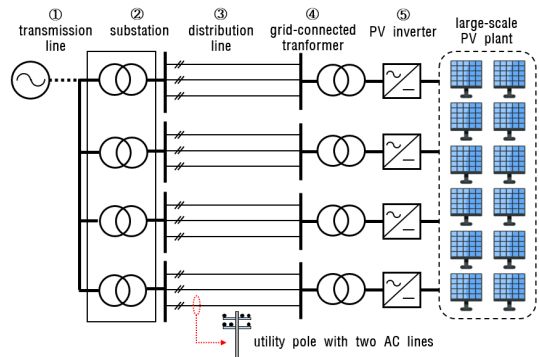 ① ② ③ ④ ⑤
transmission line
substation
distribution line
grid-connected
tranformer
PV inverter
large-scale
PV plant
utility pole with two AC lines